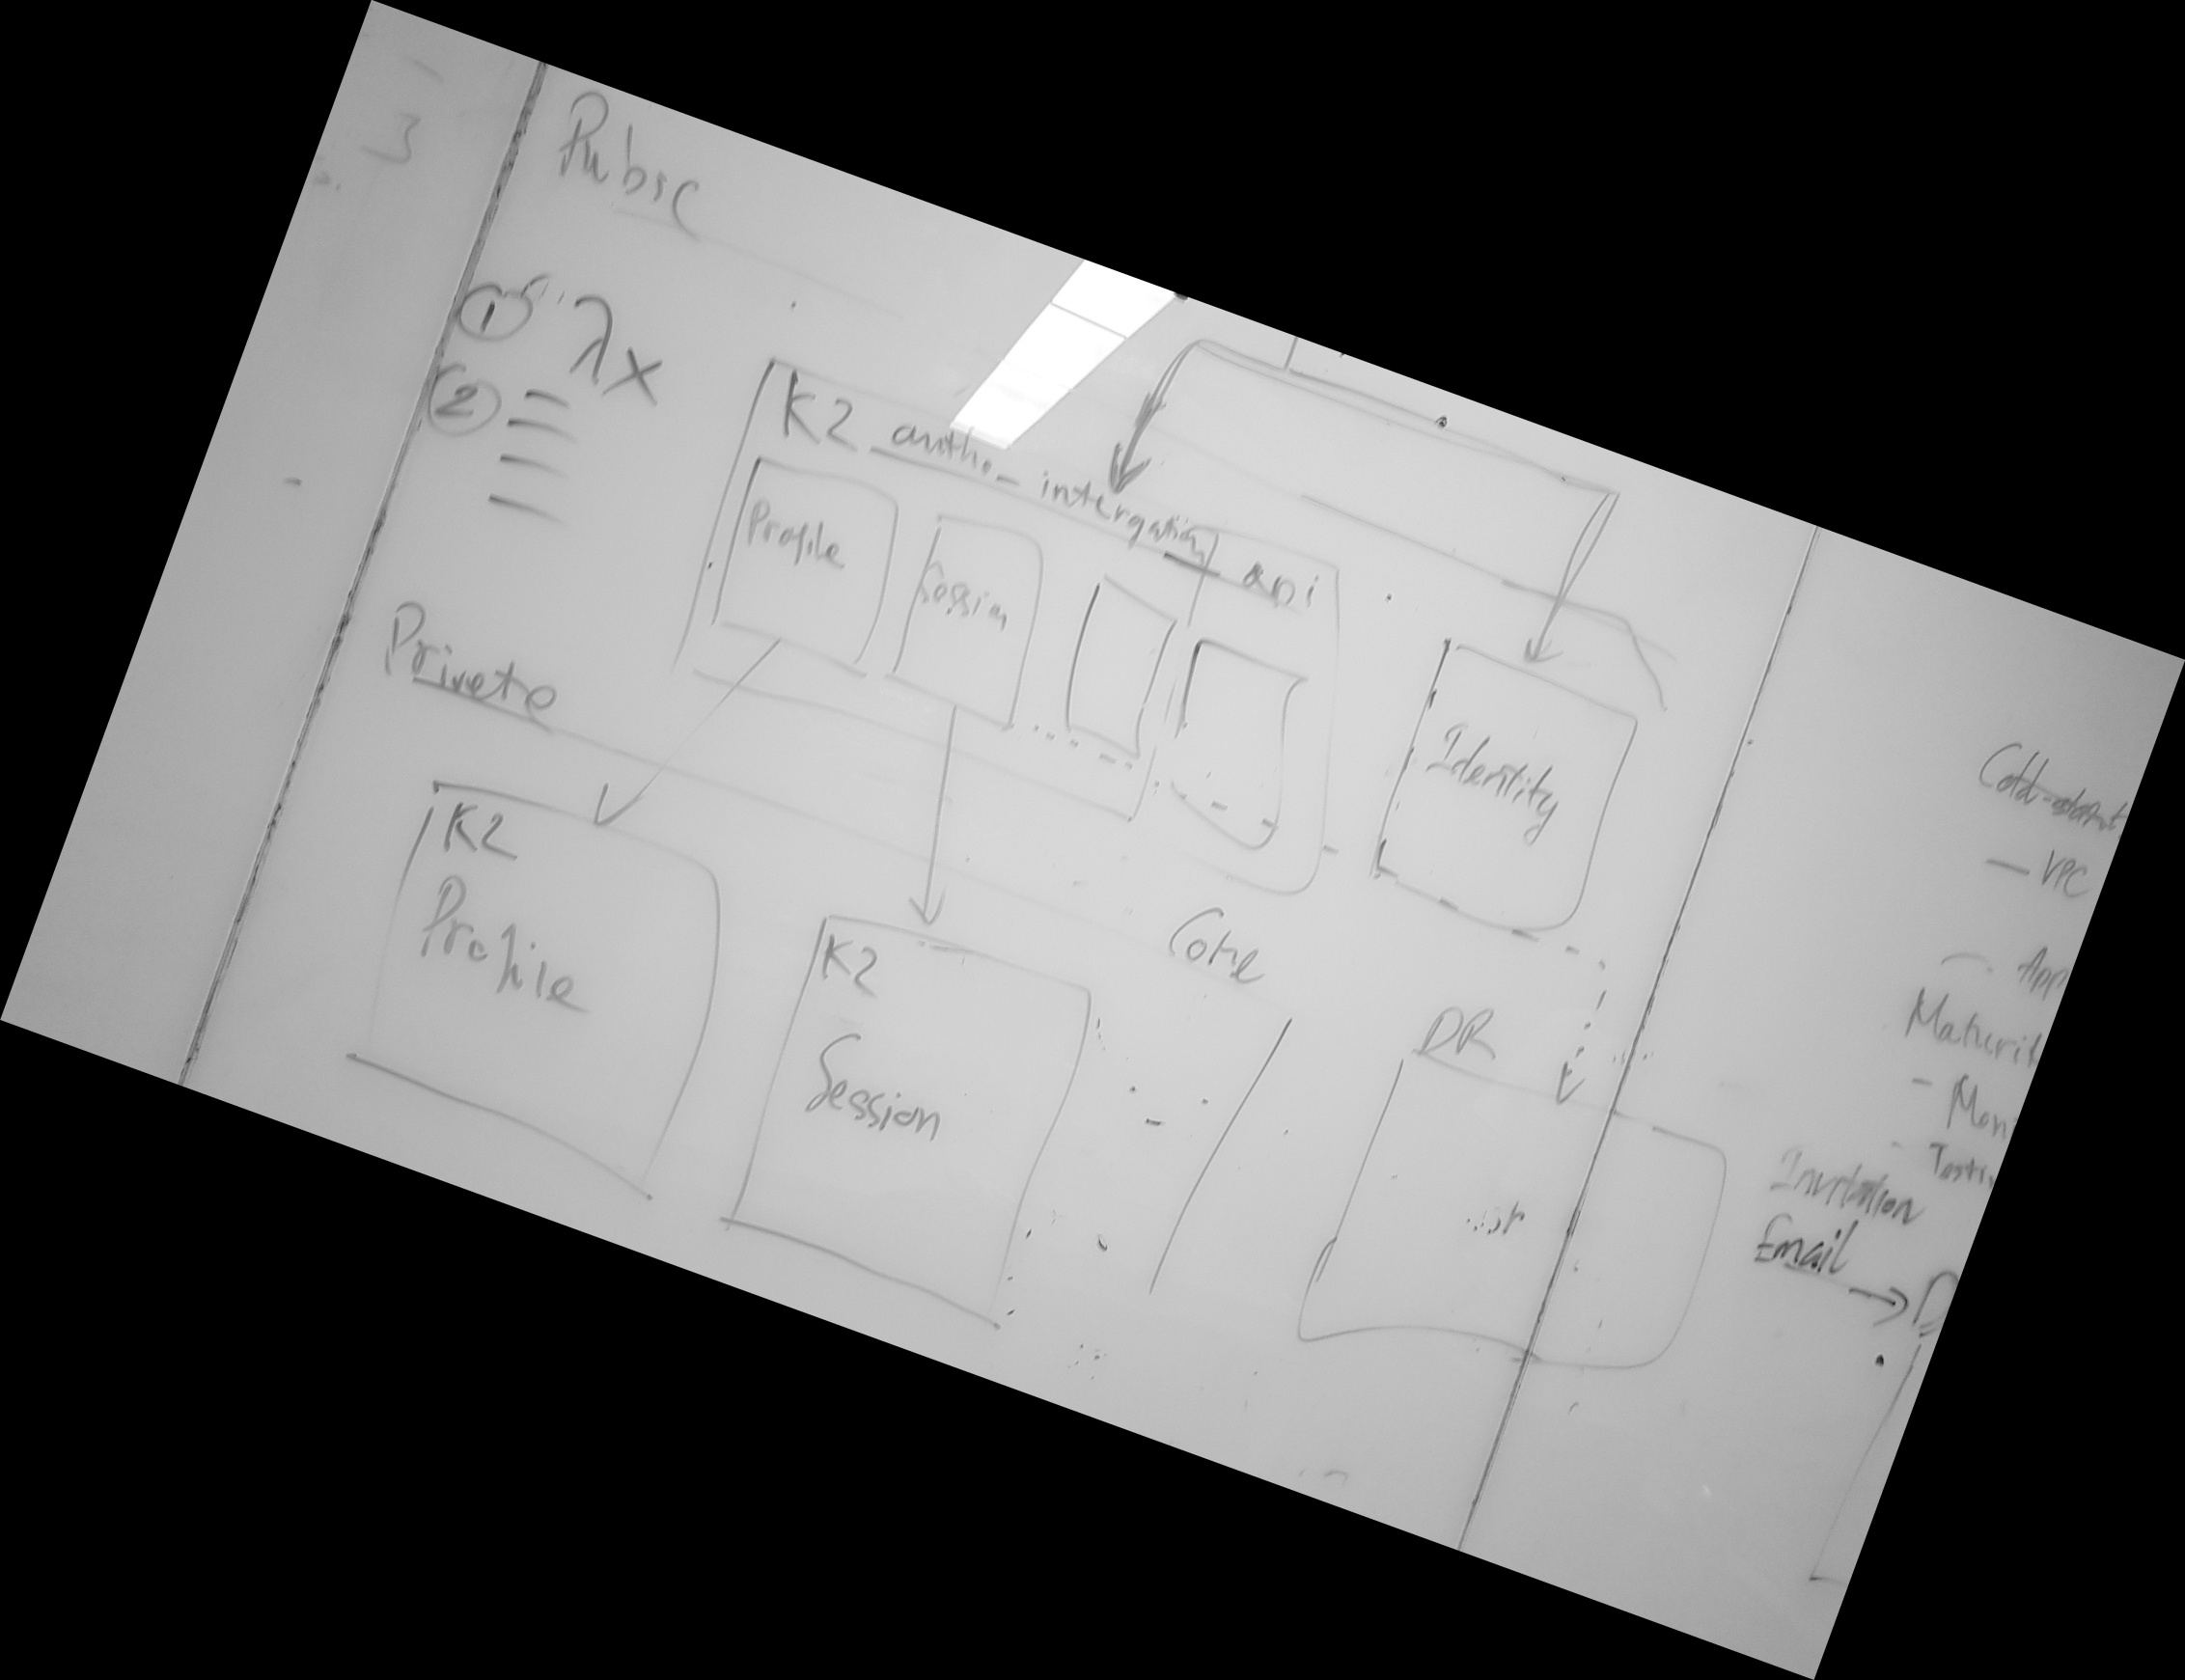 3
Pubsc
① λx
②
K2 autho-intergation api
Profile
Session
Identity
Privete
K2
Profile
K2
Session
Core
DR
Cold-start
— VPC
— App
Maturit
- Mon
- Testi
Invitation
Email →